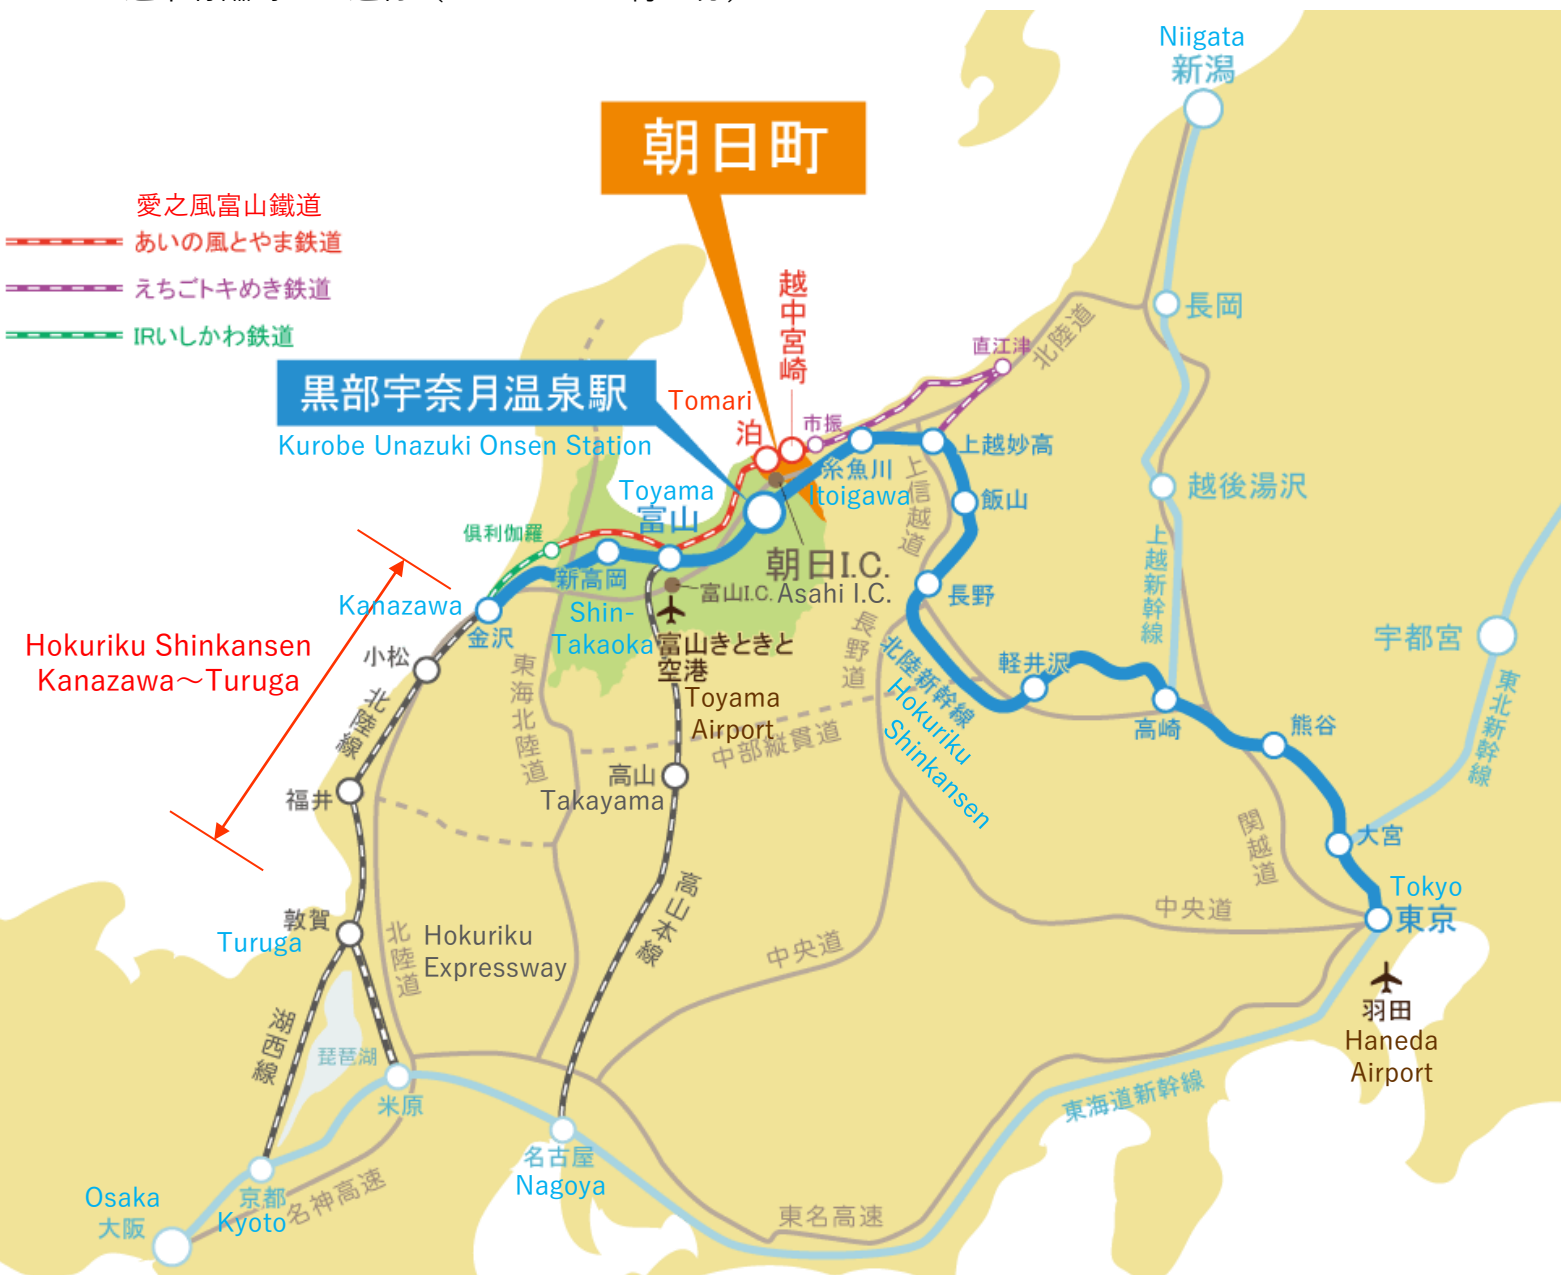 Niigata
新潟
朝日町
愛之風富山鐵道
あいの風とやま鉄道
えちごトキめき鉄道
IRいしかわ鉄道
越中宮崎
長岡
北陸道
直江津
黒部宇奈月温泉駅
Kurobe Unazuki Onsen Station
Tomari
泊
市振
糸魚川
Itoigawa
上越妙高
上信越道
飯山
越後湯沢
上越新幹線
Toyama
富山
倶利伽羅
新高岡
Shin-
Takaoka
朝日I.C.
Asahi I.C.
富山I.C.
富山きときと
空港
Toyama
Airport
Kanazawa
金沢
Hokuriku Shinkansen
Kanazawa～Turuga
小松
北陸線
東海北陸道
長野
長野道
北陸新幹線
Hokuriku
Shinkansen
軽井沢
高崎
熊谷
宇都宮
東北新幹線
中部縦貫道
高山
Takayama
福井
関越道
大宮
Tokyo
東京
中央道
中央道
高山本線
敦賀
Turuga
北陸道
Hokuriku
Expressway
羽田
Haneda
Airport
湖西線
琵琶湖
米原
東海道新幹線
名古屋
Nagoya
京都
Kyoto
名神高速
Osaka
大阪
東名高速